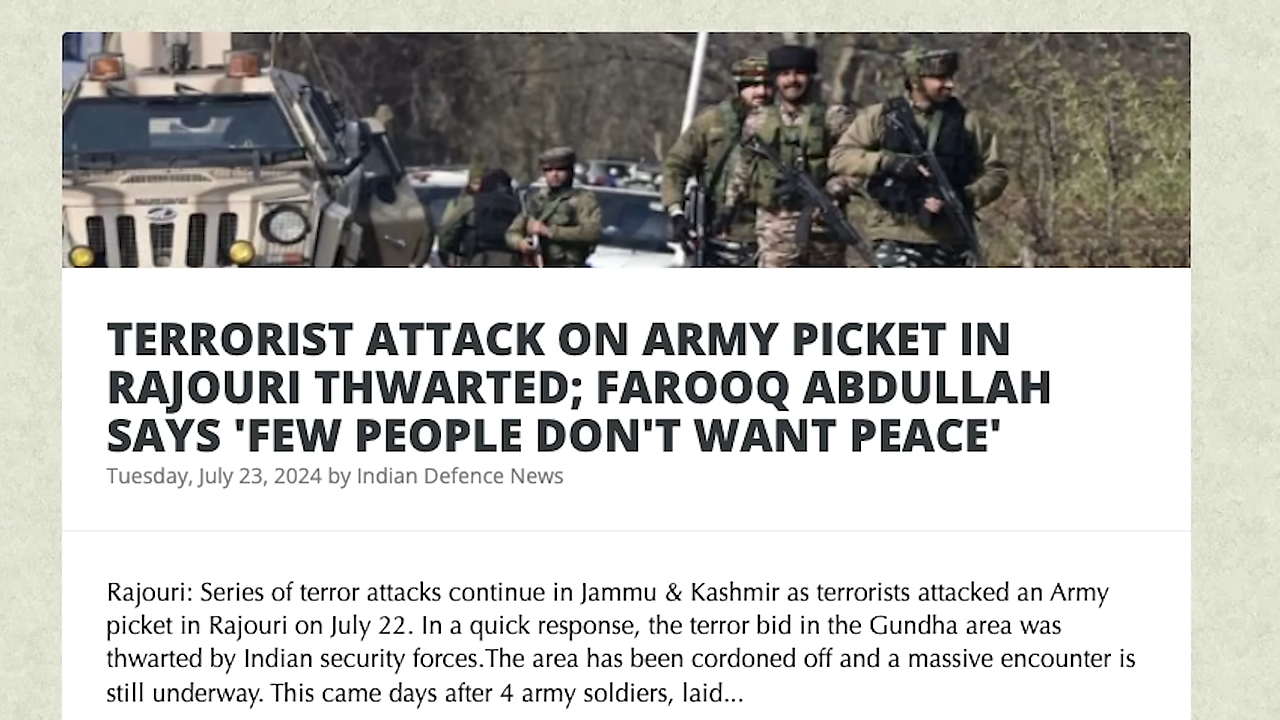 TERRORIST ATTACK ON ARMY PICKET IN
RAJOURI THWARTED; FAROOQ ABDULLAH
SAYS 'FEW PEOPLE DON'T WANT PEACE'
Tuesday, July 23, 2024 by Indian Defence News
Rajouri: Series of terror attacks continue in Jammu & Kashmir as terrorists attacked an Army
picket in Rajouri on July 22. In a quick response, the terror bid in the Gundha area was
thwarted by Indian security forces.The area has been cordoned off and a massive encounter is
still underway. This came days after 4 army soldiers, laid...